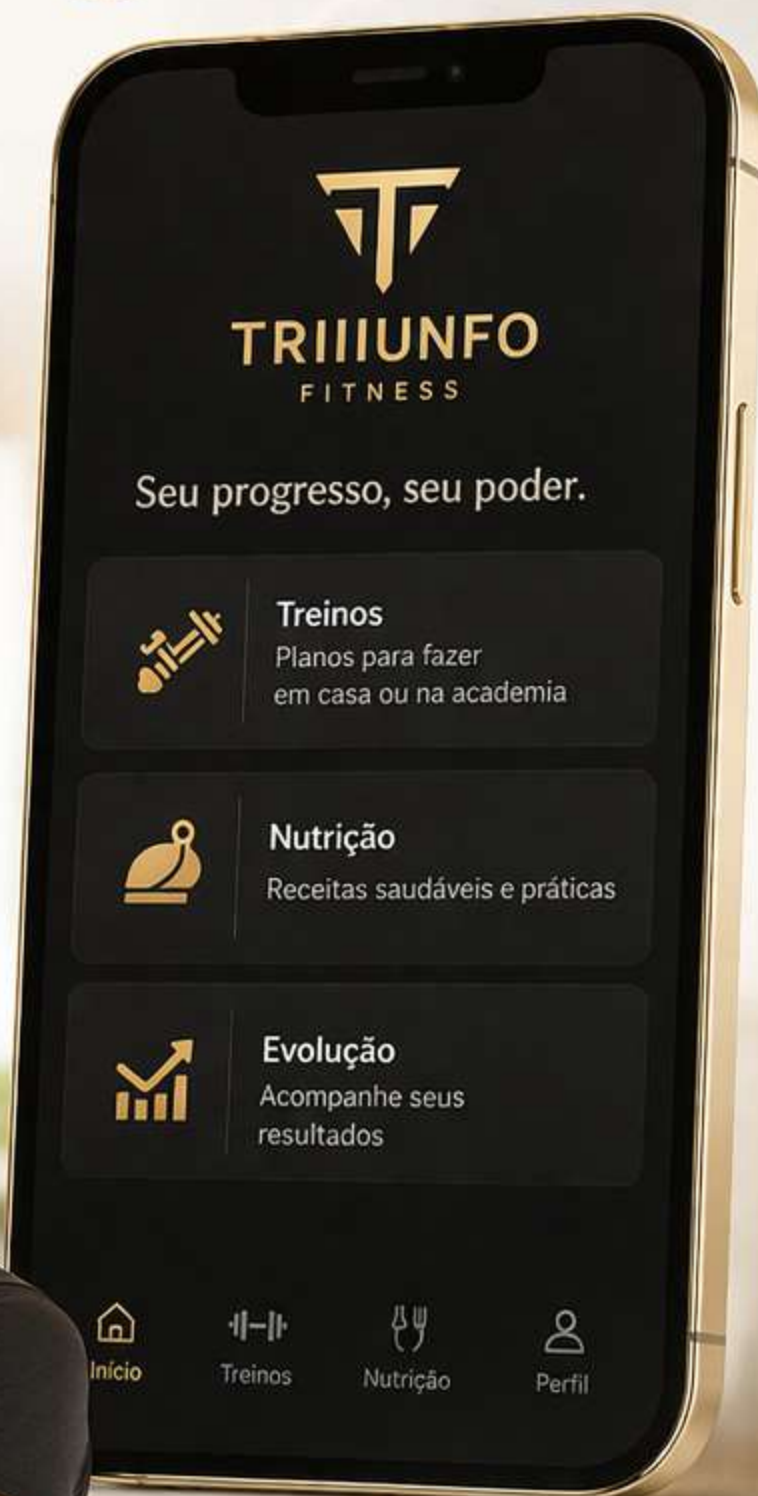 TRIIIUNFO
FITNESS
Seu progresso, seu poder.
Treinos
Planos para fazer
em casa ou na academia
Nutrição
Receitas saudáveis e práticas
Evolução
Acompanhe seus
resultados
Início
Treinos
Nutrição
Perfil